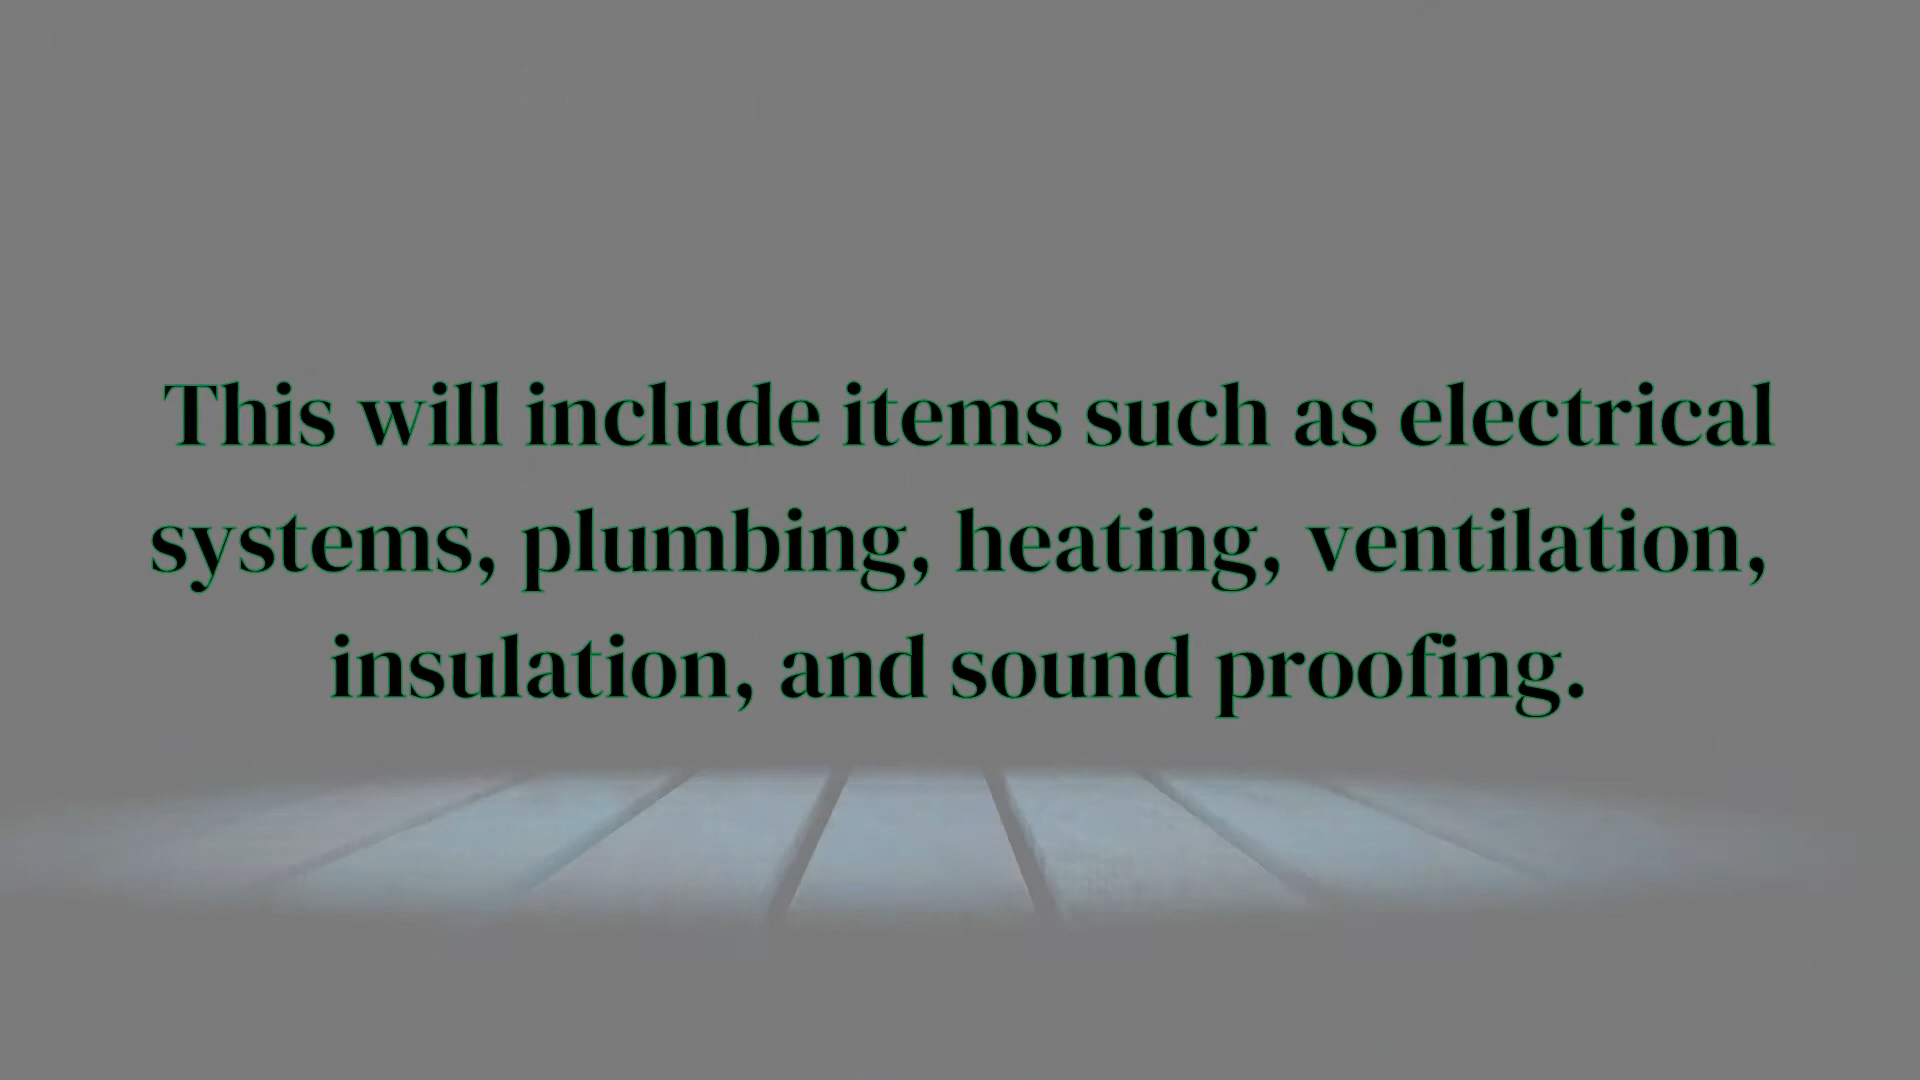 This will include items such as electrical
systems, plumbing, heating, ventilation,
insulation, and sound proofing.